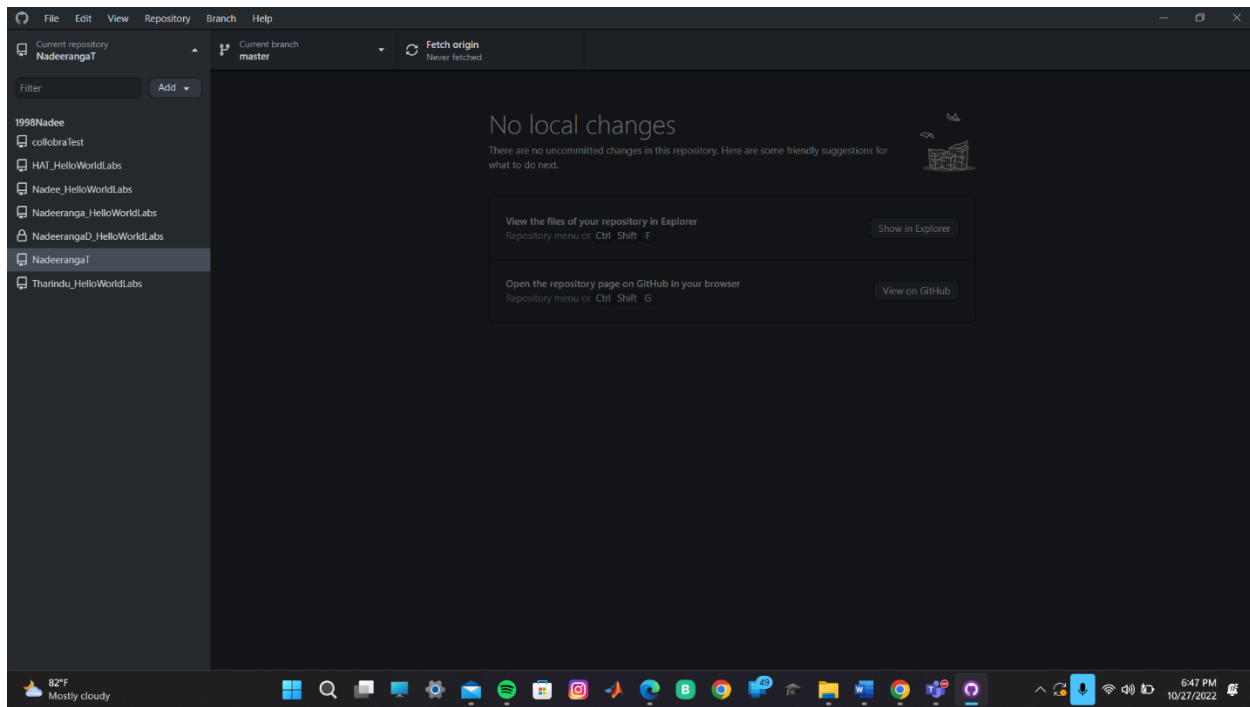 File Edit View Repository Branch Help
Current repository
NadeerangaT
Current branch
master
Fetch origin
Never fetched
Filter
Add
1998Nadee
collobraTest
HAT_HelloWorldLabs
Nadee_HelloWorldLabs
Nadeeranga_HelloWorldLabs
NadeerangaD_HelloWorldLabs
NadeerangaT
Tharindu_HelloWorldLabs
No local changes
There are no uncommitted changes in this repository. Here are some friendly suggestions for
what to do next.
View the files of your repository in Explorer
Repository menu or Ctrl Shift F
Show in Explorer
Open the repository page on GitHub in your browser
Repository menu or Ctrl Shift G
View on GitHub
82°F
Mostly cloudy
B
49
W
T
6:47 PM
10/27/2022